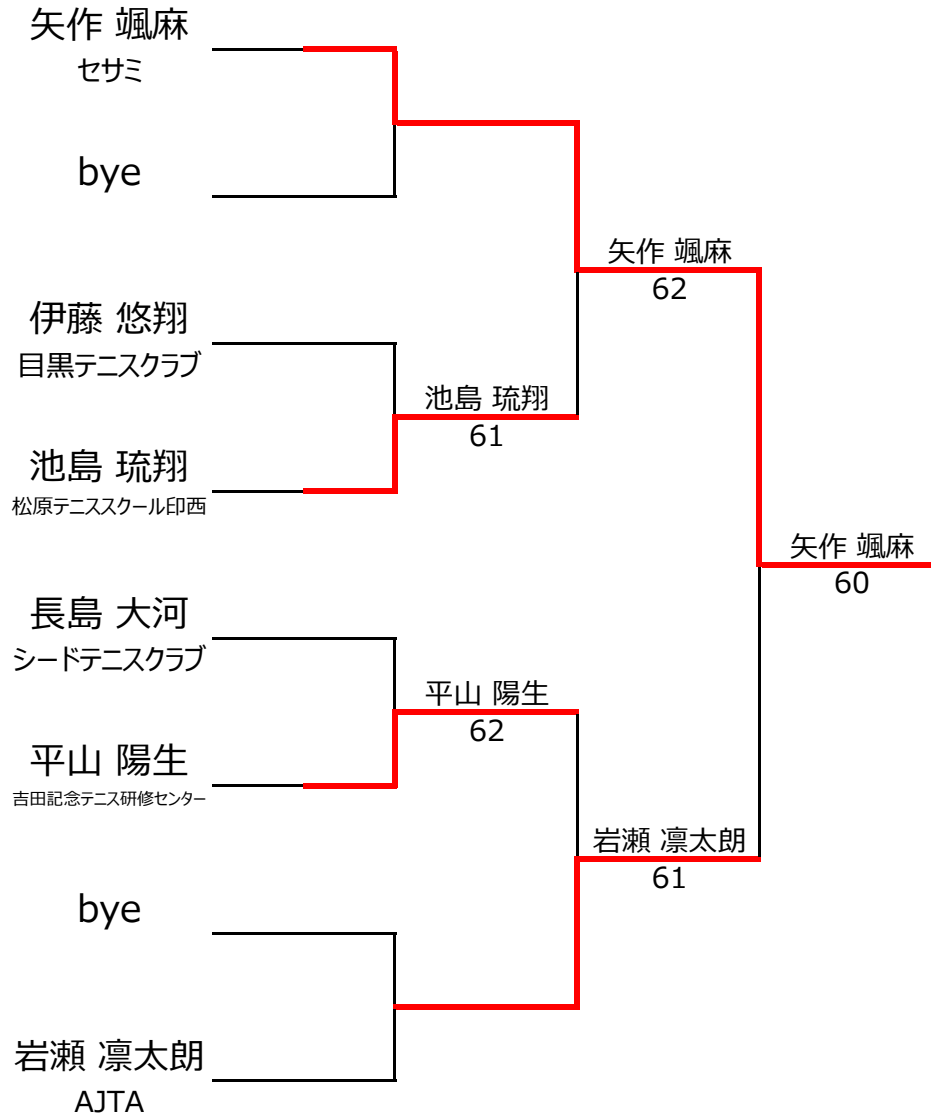 矢作 颯麻
セサミ
bye
伊藤 悠翔
目黒テニスクラブ
池島 琉翔
松原テニススクール印西
長島 大河
シードテニスクラブ
平山 陽生
吉田記念テニス研修センター
bye
岩瀬 凛太朗
AJTA
池島 琉翔
61
平山 陽生
62
矢作 颯麻
62
岩瀬 凛太朗
61
矢作 颯麻
60